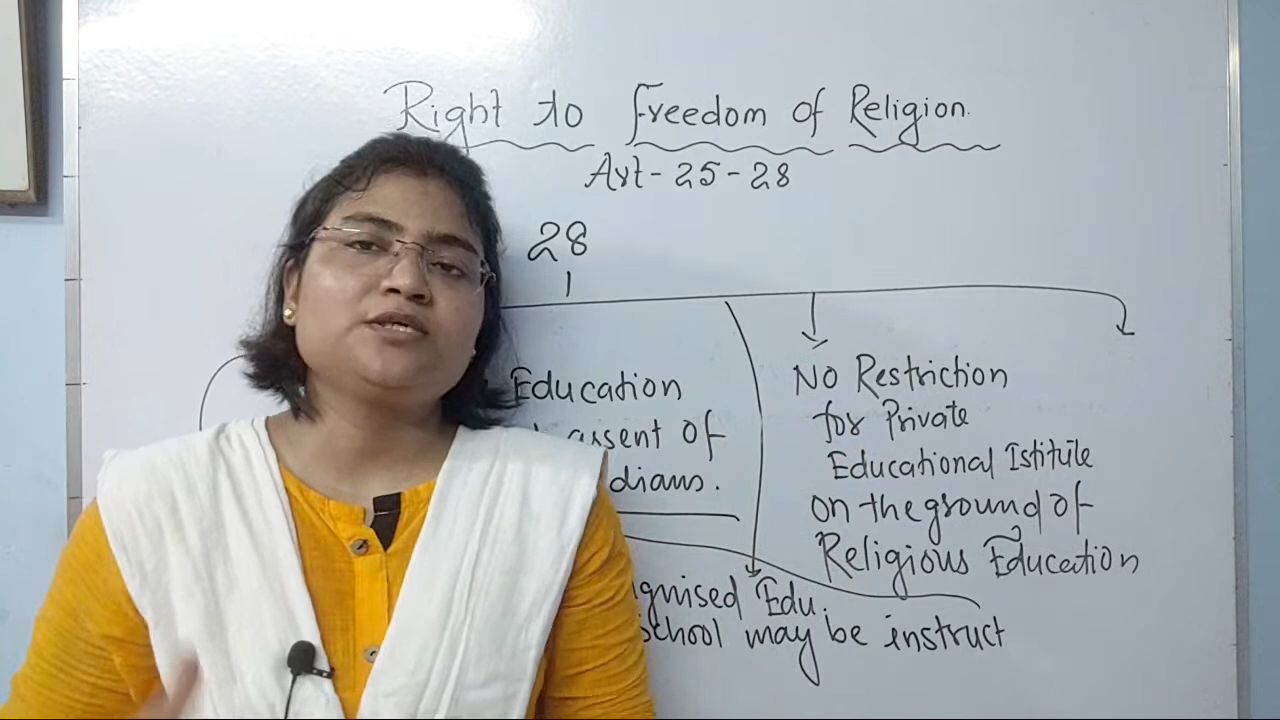 Right to Freedom of Religion.
Art - 25 - 28
28
Education
assent of
dians.
No Restriction
for Private
Educational Istitute
on the ground of
Religious Education
gnised Edu.
school may be instruct